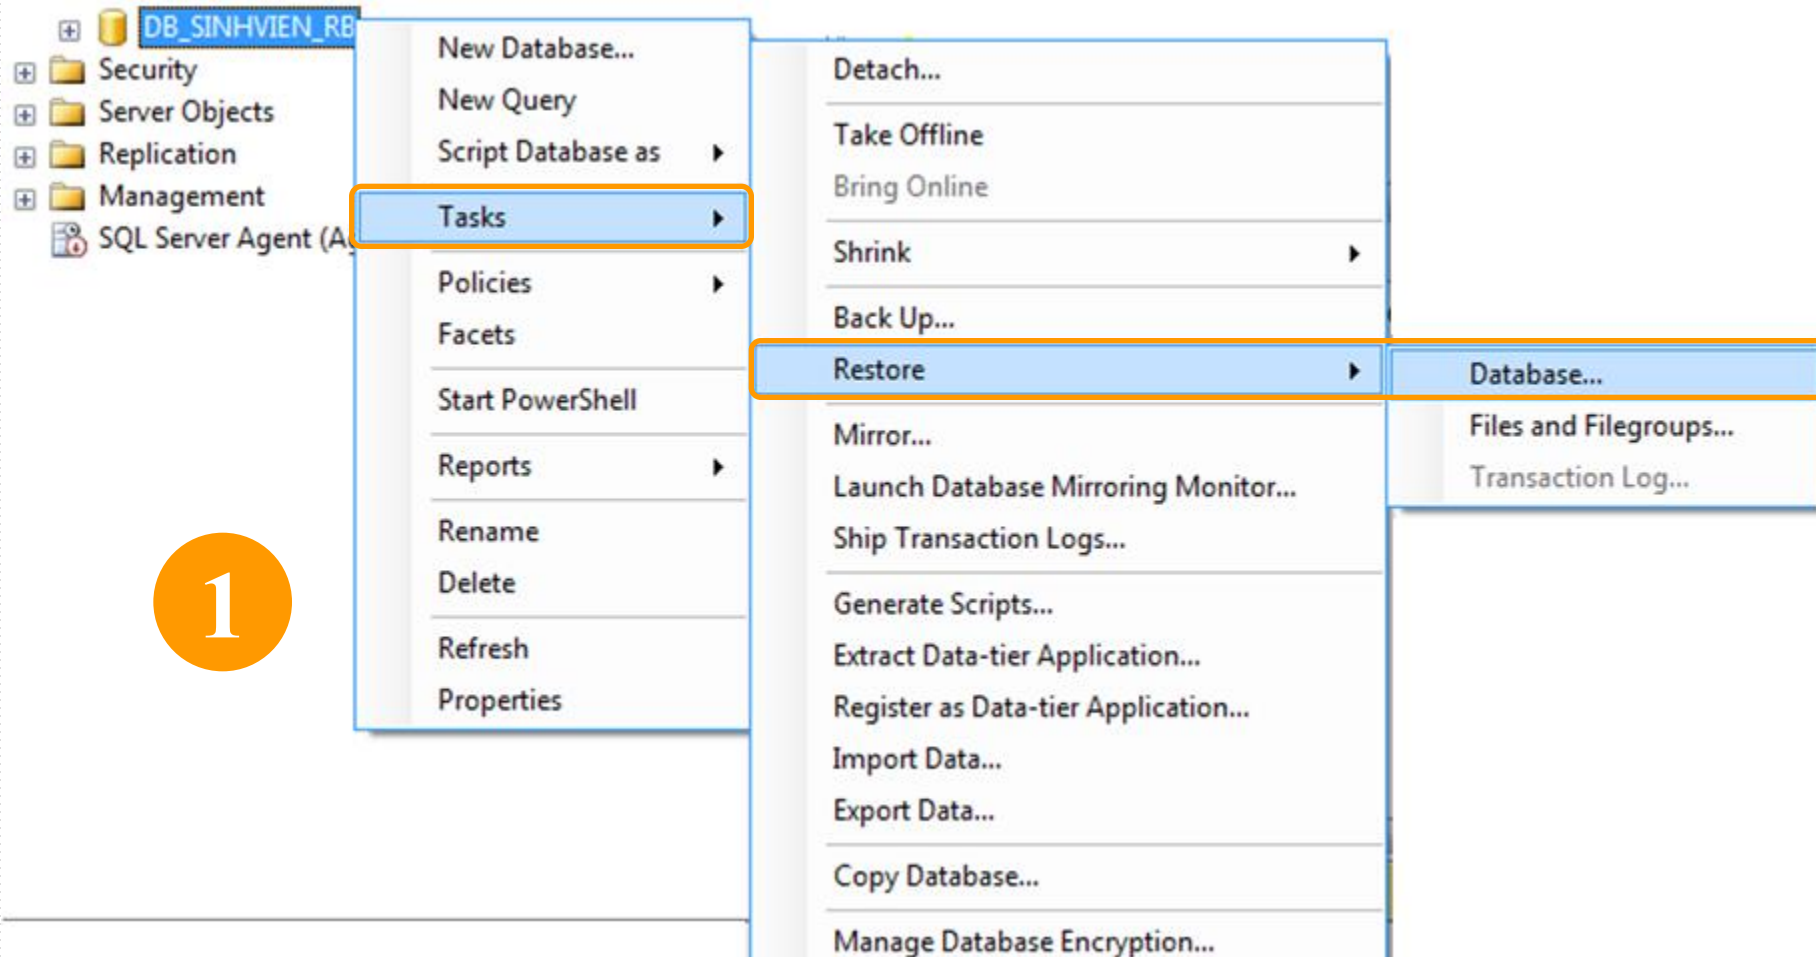 DB_SINHVIEN_RB
Security
Server Objects
Replication
Management
SQL Server Agent (A
New Database...
New Query
Script Database as
Tasks
Policies
Facets
Start PowerShell
Reports
Rename
Delete
Refresh
Properties
Detach...
Take Offline
Bring Online
Shrink
Back Up...
Restore
Mirror...
Launch Database Mirroring Monitor...
Ship Transaction Logs...
Generate Scripts...
Extract Data-tier Application...
Register as Data-tier Application...
Import Data...
Export Data...
Copy Database...
Manage Database Encryption...
Database...
Files and Filegroups...
Transaction Log...
1